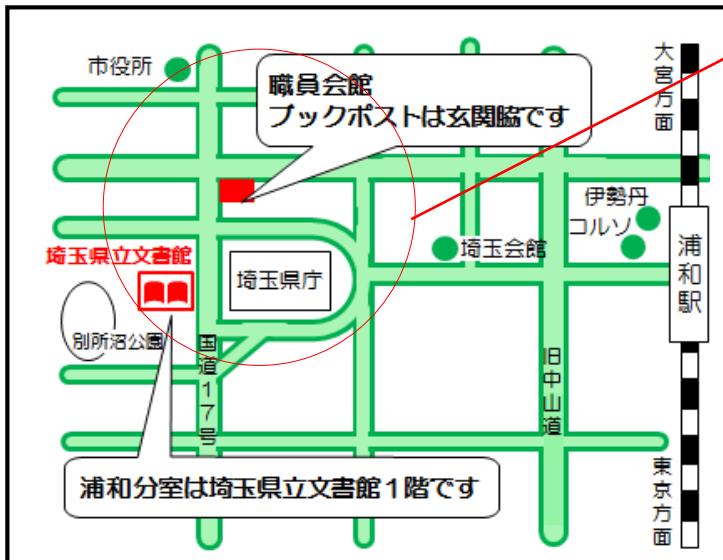 市役所
職員会館
ブックポストは玄関脇です
大宮方面
伊勢丹
コルソ
埼玉会館
浦和駅
埼玉県立文書館
埼玉県庁
別所沼公園
国道17号
旧中山道
浦和分室は埼玉県立文書館1階です
東京方面